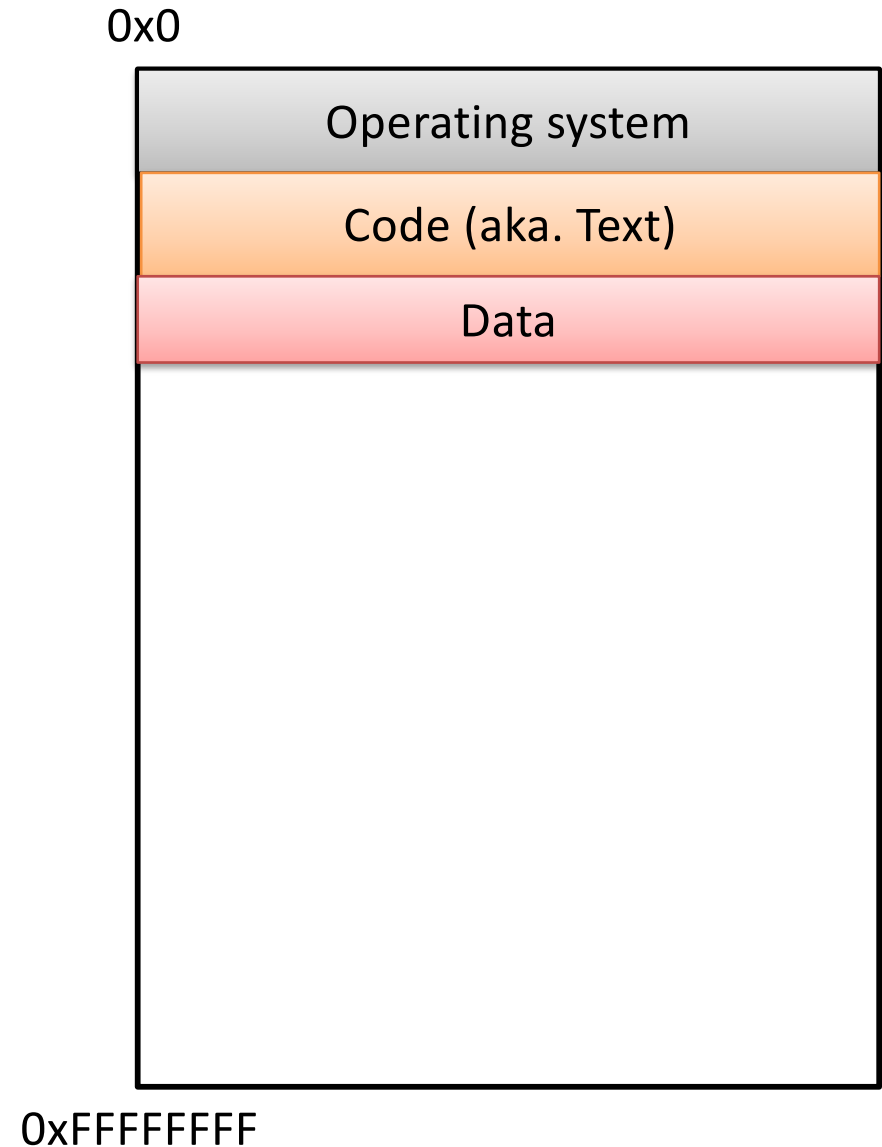 0x0
Operating system
Code (aka. Text)
Data
0xFFFFFFFF